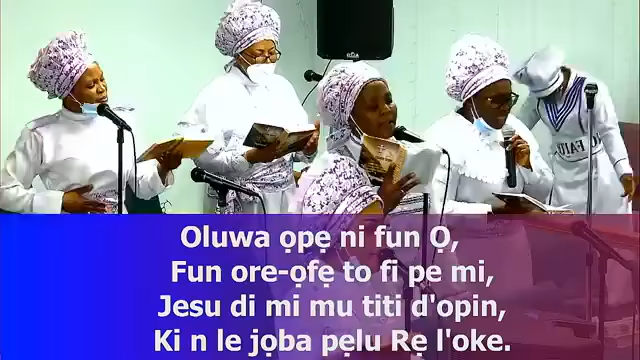 Oluwa ọpẹ ni fun Ọ,
Fun ore-ọfẹ to fi pe mi,
Jesu di mi mu titi d'opin,
Ki n le jọba pẹlu Rẹ l'oke.